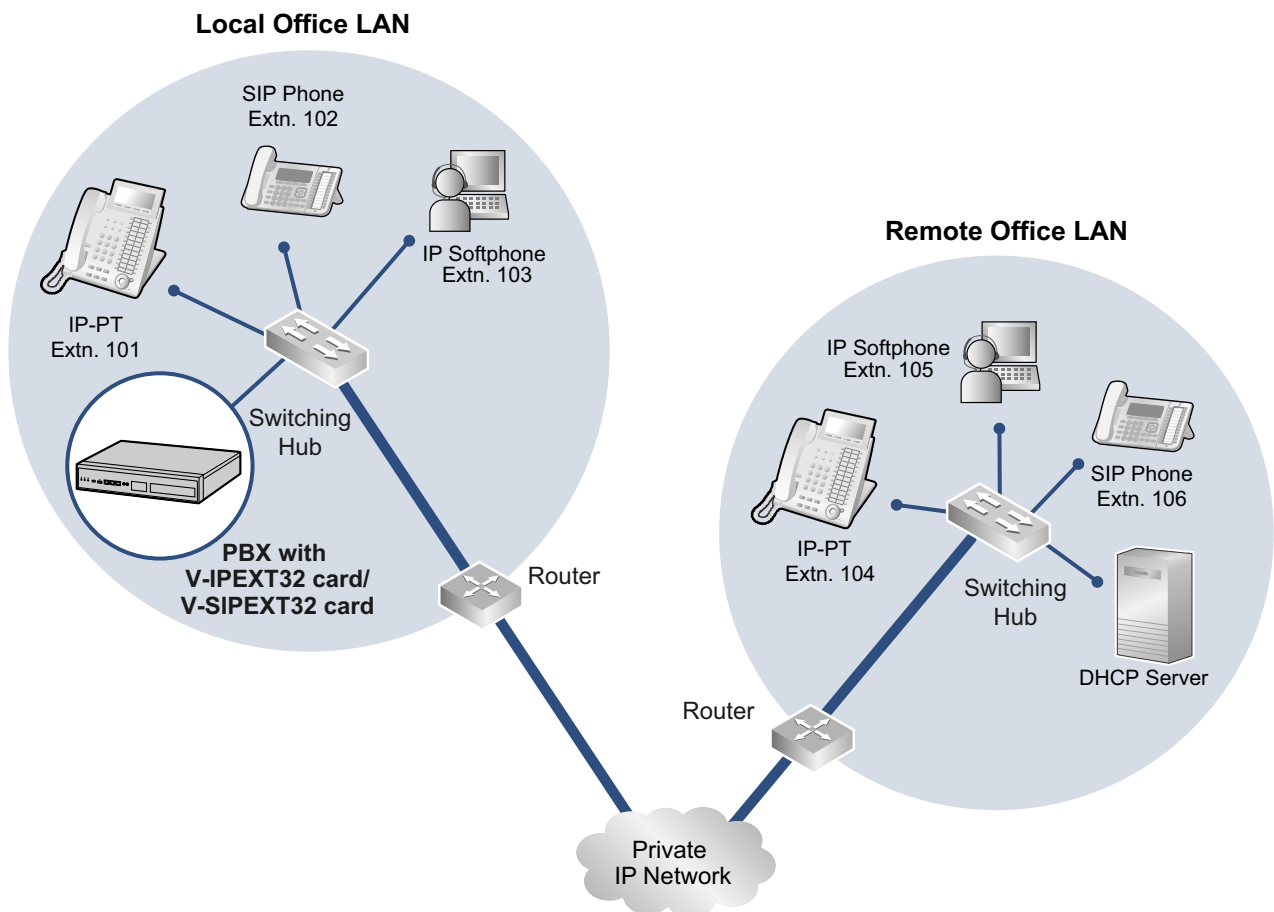 Local Office LAN
SIP Phone
Extn. 102
IP Softphone
Extn. 103
IP-PT
Extn. 101
Switching
Hub
PBX with
V-IPEXT32 card/
V-SIPEXT32 card
Router
Remote Office LAN
IP Softphone
Extn. 105
SIP Phone
Extn. 106
IP-PT
Extn. 104
Switching
Hub
DHCP Server
Router
Private
IP Network